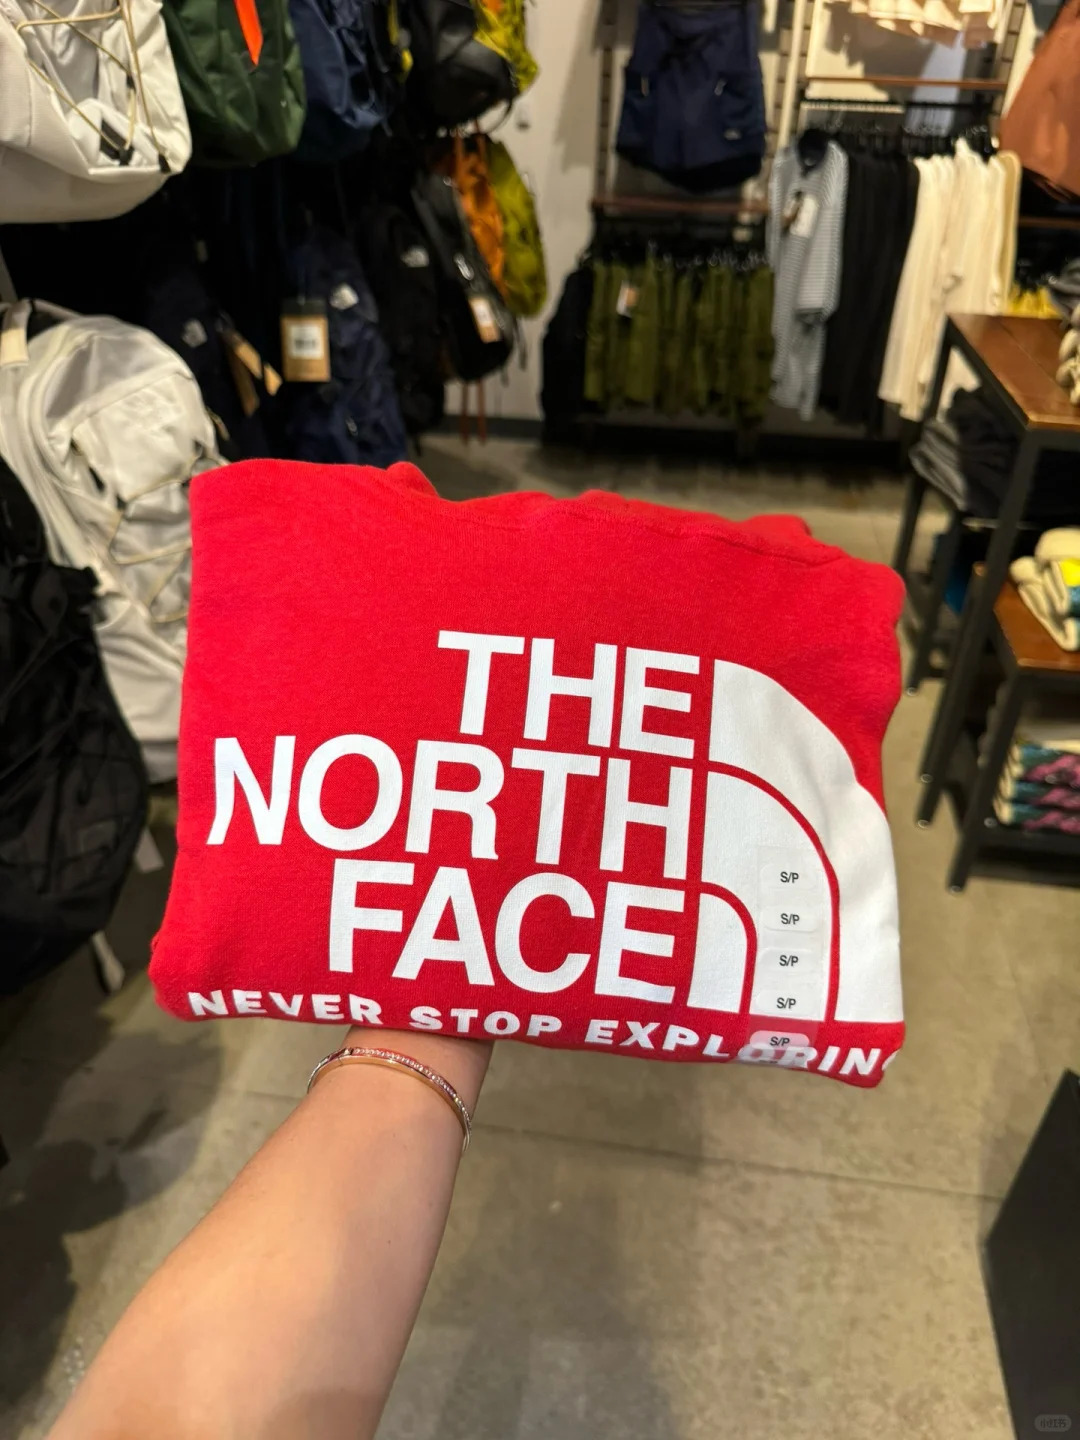 THE
NORTH
FACE
NEVER STOP EXPLORING
S/P
S/P
S/P
S/P
S/P